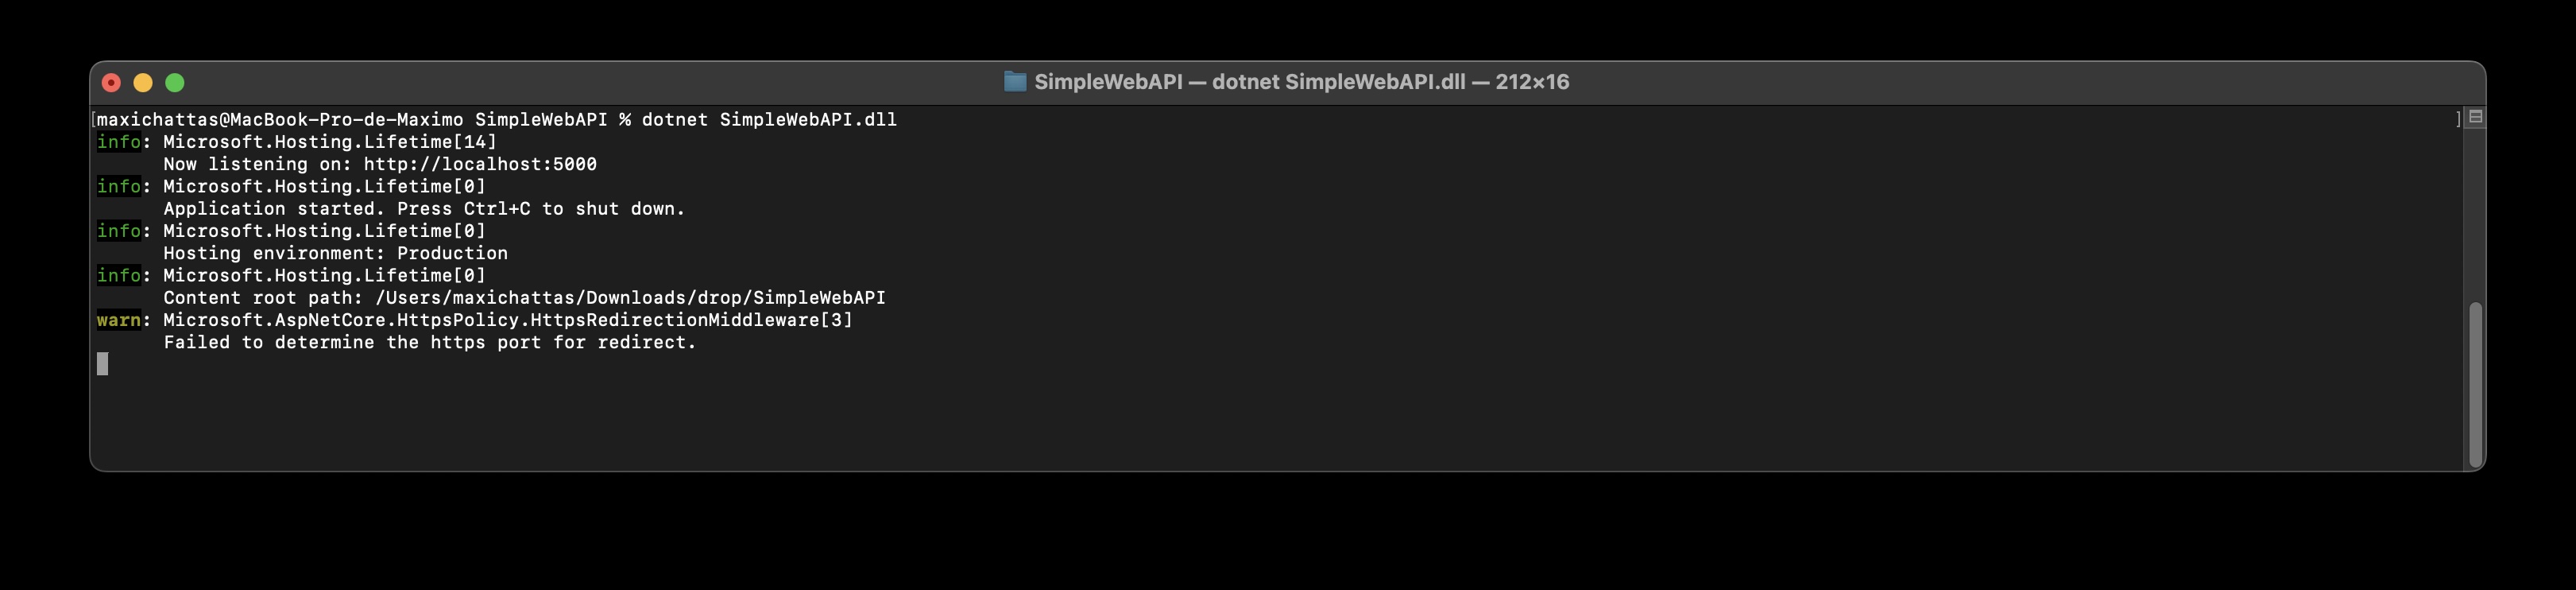 SimpleWebAPI — dotnet SimpleWebAPI.dll — 212×16
[maxichattas@MacBook-Pro-de-Maximo SimpleWebAPI % dotnet SimpleWebAPI.dll ]
info: Microsoft.Hosting.Lifetime[14]
      Now listening on: http://localhost:5000
info: Microsoft.Hosting.Lifetime[0]
      Application started. Press Ctrl+C to shut down.
info: Microsoft.Hosting.Lifetime[0]
      Hosting environment: Production
info: Microsoft.Hosting.Lifetime[0]
      Content root path: /Users/maxichattas/Downloads/drop/SimpleWebAPI
warn: Microsoft.AspNetCore.HttpsPolicy.HttpsRedirectionMiddleware[3]
      Failed to determine the https port for redirect.